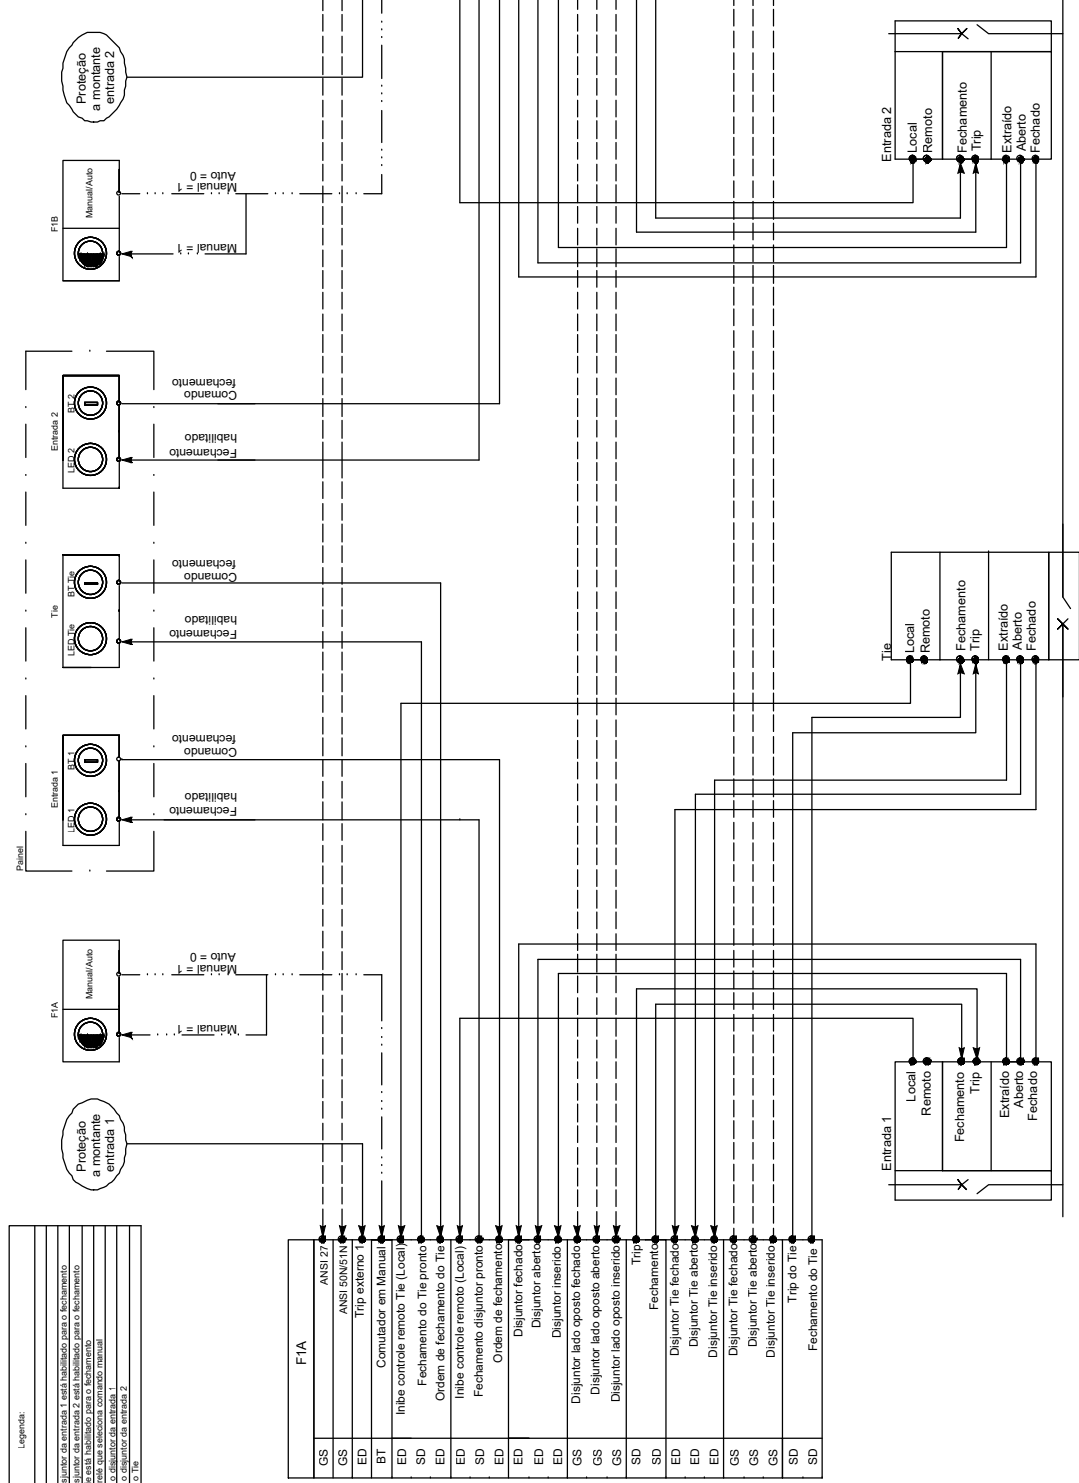 Proteção
a montante
entrada 2
F1B
Manual/Auto
Manual = 1
Auto = 0
Manual = 1
Painel
Entrada 2
LED 2
BT 2
Fechamento
habilitado
Comando
fechamento
Tie
LED Tie
BT Tie
Fechamento
habilitado
Comando
fechamento
Entrada 1
LED 1
BT 1
Fechamento
habilitado
Comando
fechamento
F1A
Manual/Auto
Manual = 1
Auto = 0
Manual = 1
Proteção
a montante
entrada 1
Entrada 2
Local
Remoto
Fechamento
Trip
Extraído
Aberto
Fechado
Tie
Local
Remoto
Fechamento
Trip
Extraído
Aberto
Fechado
Entrada 1
Local
Remoto
Fechamento
Trip
Extraído
Aberto
Fechado
Legenda:
disjuntor da entrada 1 está habilitado para o fechamento
disjuntor da entrada 2 está habilitado para o fechamento
ie está habilitado para o fechamento
relé que seleciona comando manual
o disjuntor da entrada 1
o disjuntor da entrada 2
o Tie
F1A
GS ANSI 27
GS ANSI 50N/51N
ED Trip externo 1
BT Comutador em Manual
ED Inibe controle remoto Tie (Local)
SD Fechamento do Tie pronto
ED Ordem de fechamento do Tie
ED Inibe controle remoto (Local)
SD Fechamento disjuntor pronto
ED Ordem de fechamento
ED Disjuntor fechado
ED Disjuntor aberto
ED Disjuntor inserido
GS Disjuntor lado oposto fechado
GS Disjuntor lado oposto aberto
GS Disjuntor lado oposto inserido
SD Trip
SD Fechamento
ED Disjuntor Tie fechado
ED Disjuntor Tie aberto
ED Disjuntor Tie inserido
GS Disjuntor Tie fechado
GS Disjuntor Tie aberto
GS Disjuntor Tie inserido
SD Trip do Tie
SD Fechamento do Tie